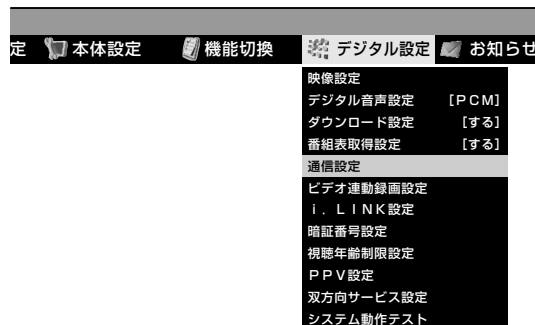 定 本体設定 機能切換 デジタル設定 お知らせ
映像設定
デジタル音声設定 [PCM]
ダウンロード設定 [する]
番組表取得設定 [する]
通信設定
ビデオ連動録画設定
i．LINK設定
暗証番号設定
視聴年齢制限設定
PPV設定
双方向サービス設定
システム動作テスト